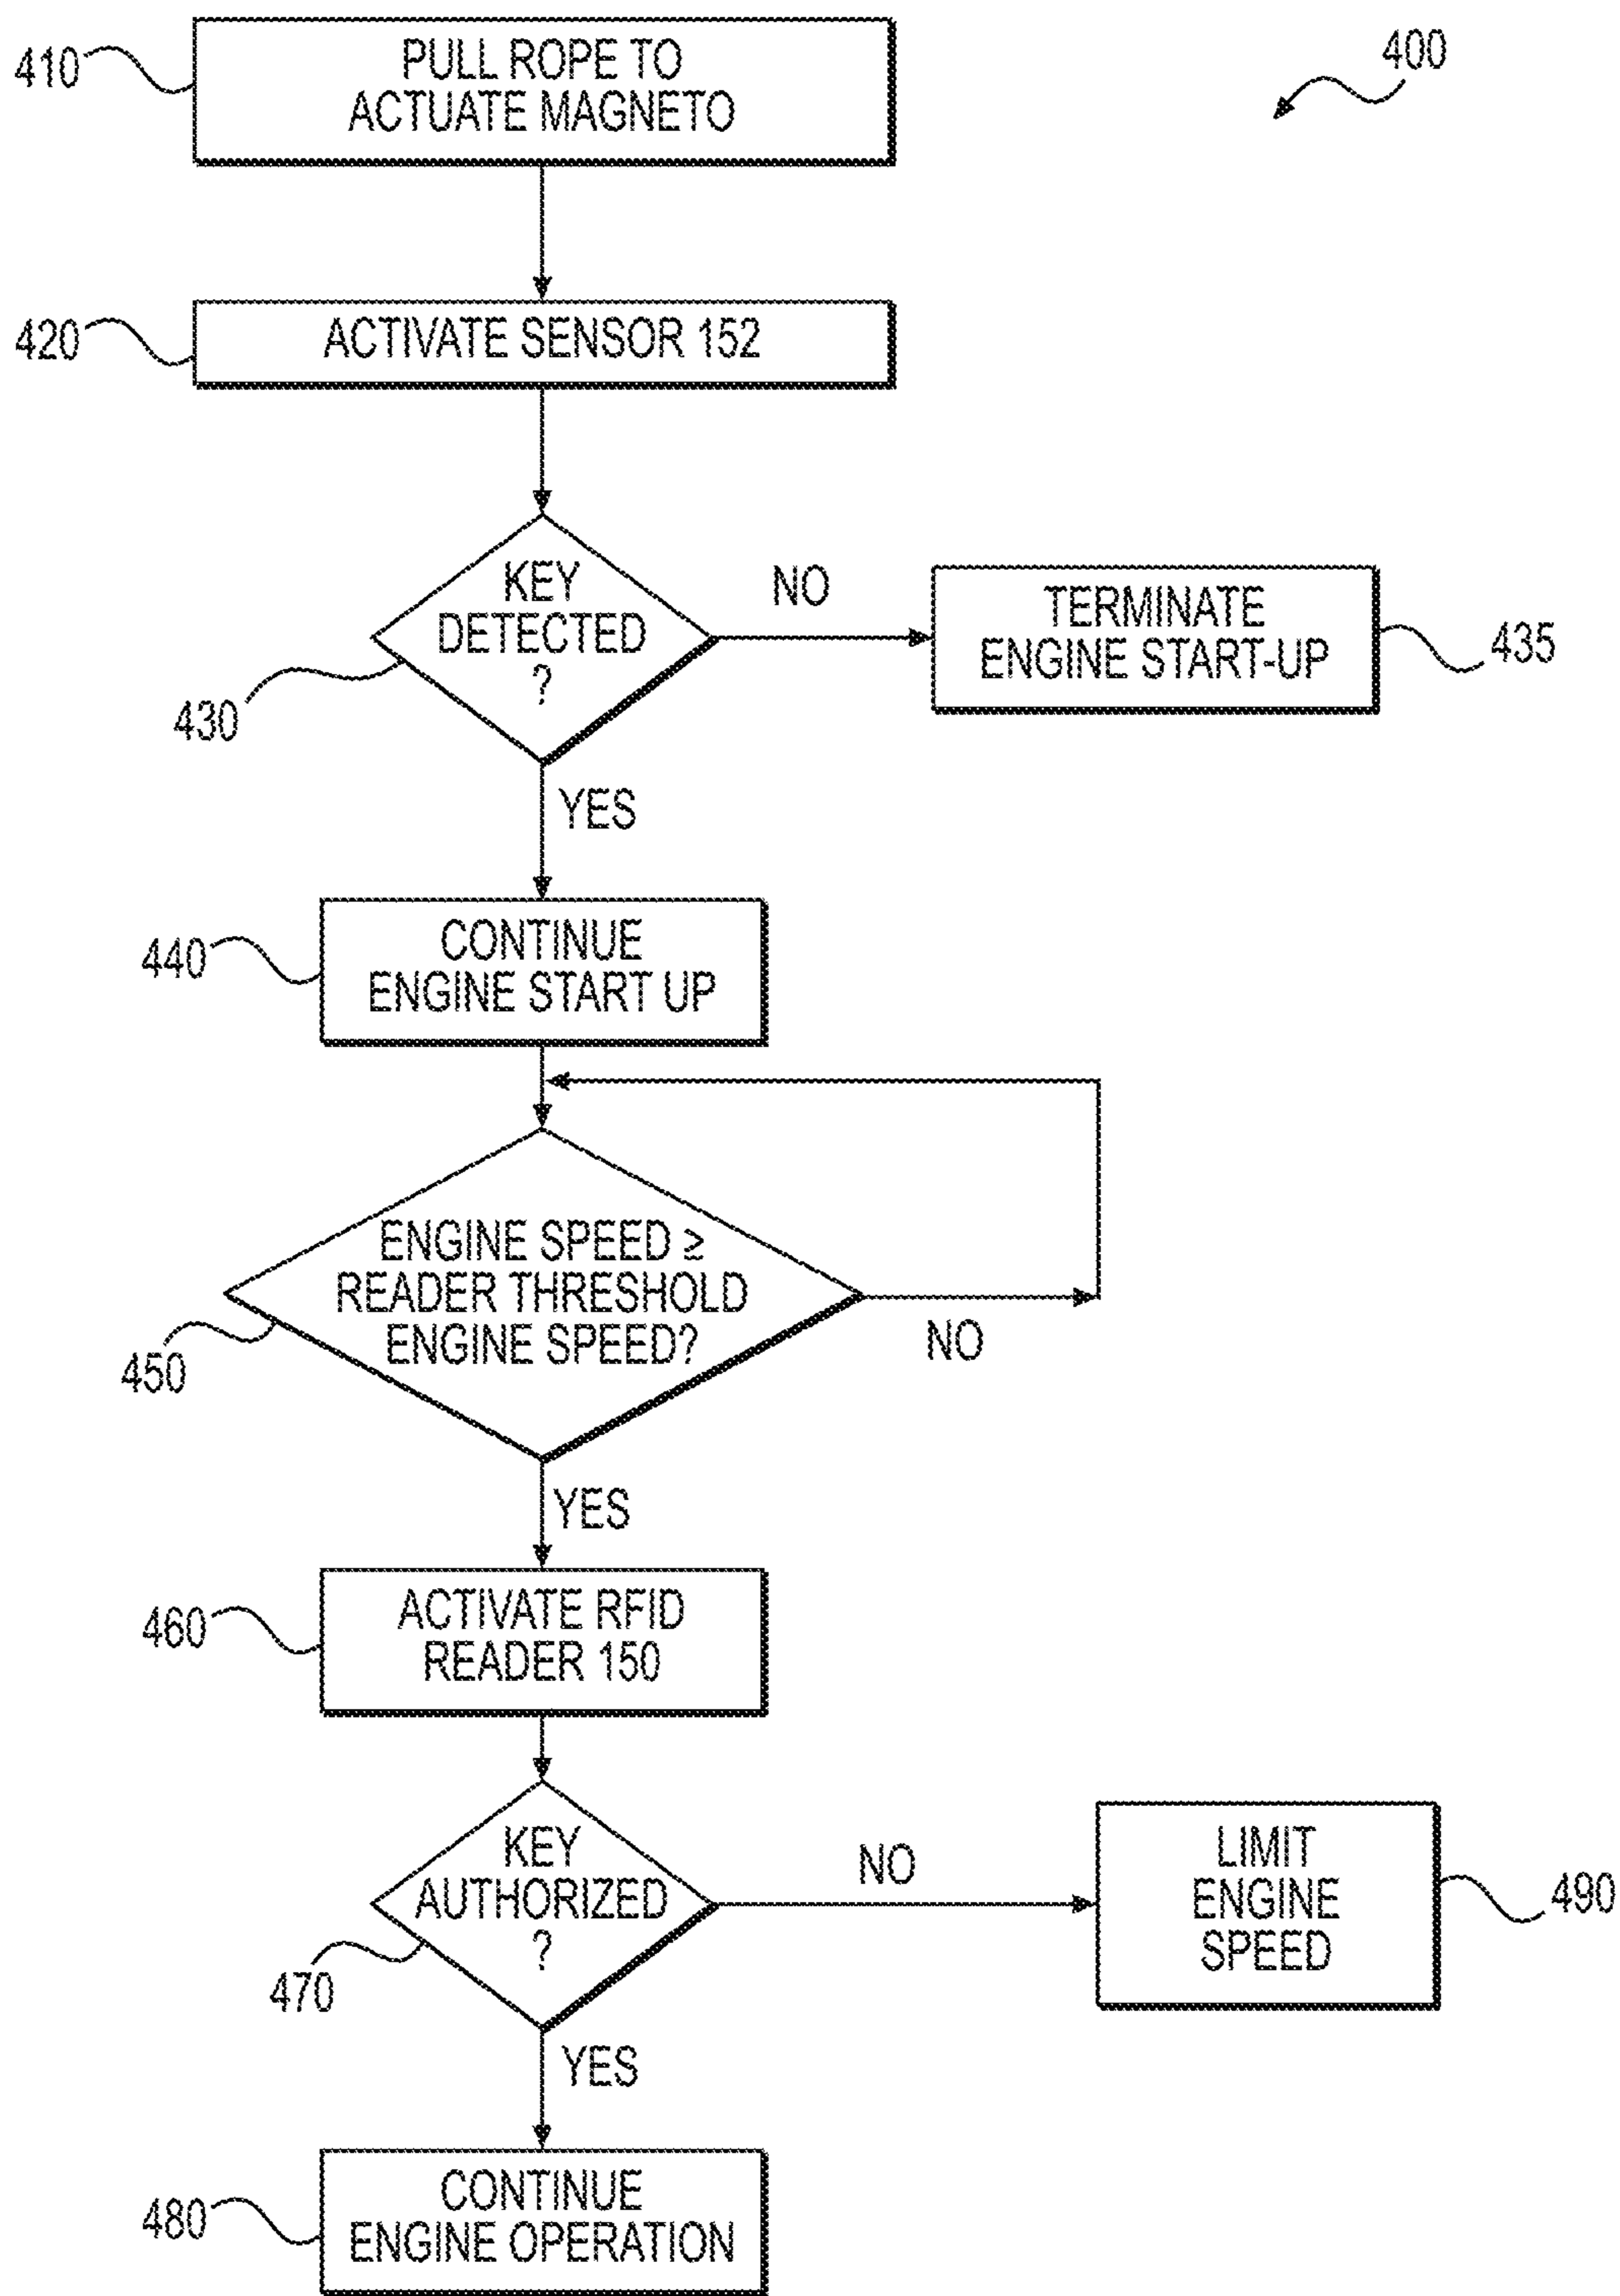 400
410
PULL ROPE TO
ACTUATE MAGNETO
420
ACTIVATE SENSOR 152
430
KEY
DETECTED
?
NO
TERMINATE
ENGINE START-UP
435
YES
440
CONTINUE
ENGINE START UP
450
ENGINE SPEED ≥
READER THRESHOLD
ENGINE SPEED?
NO
YES
460
ACTIVATE RFID
READER 150
470
KEY
AUTHORIZED
?
NO
LIMIT
ENGINE
SPEED
490
YES
480
CONTINUE
ENGINE OPERATION